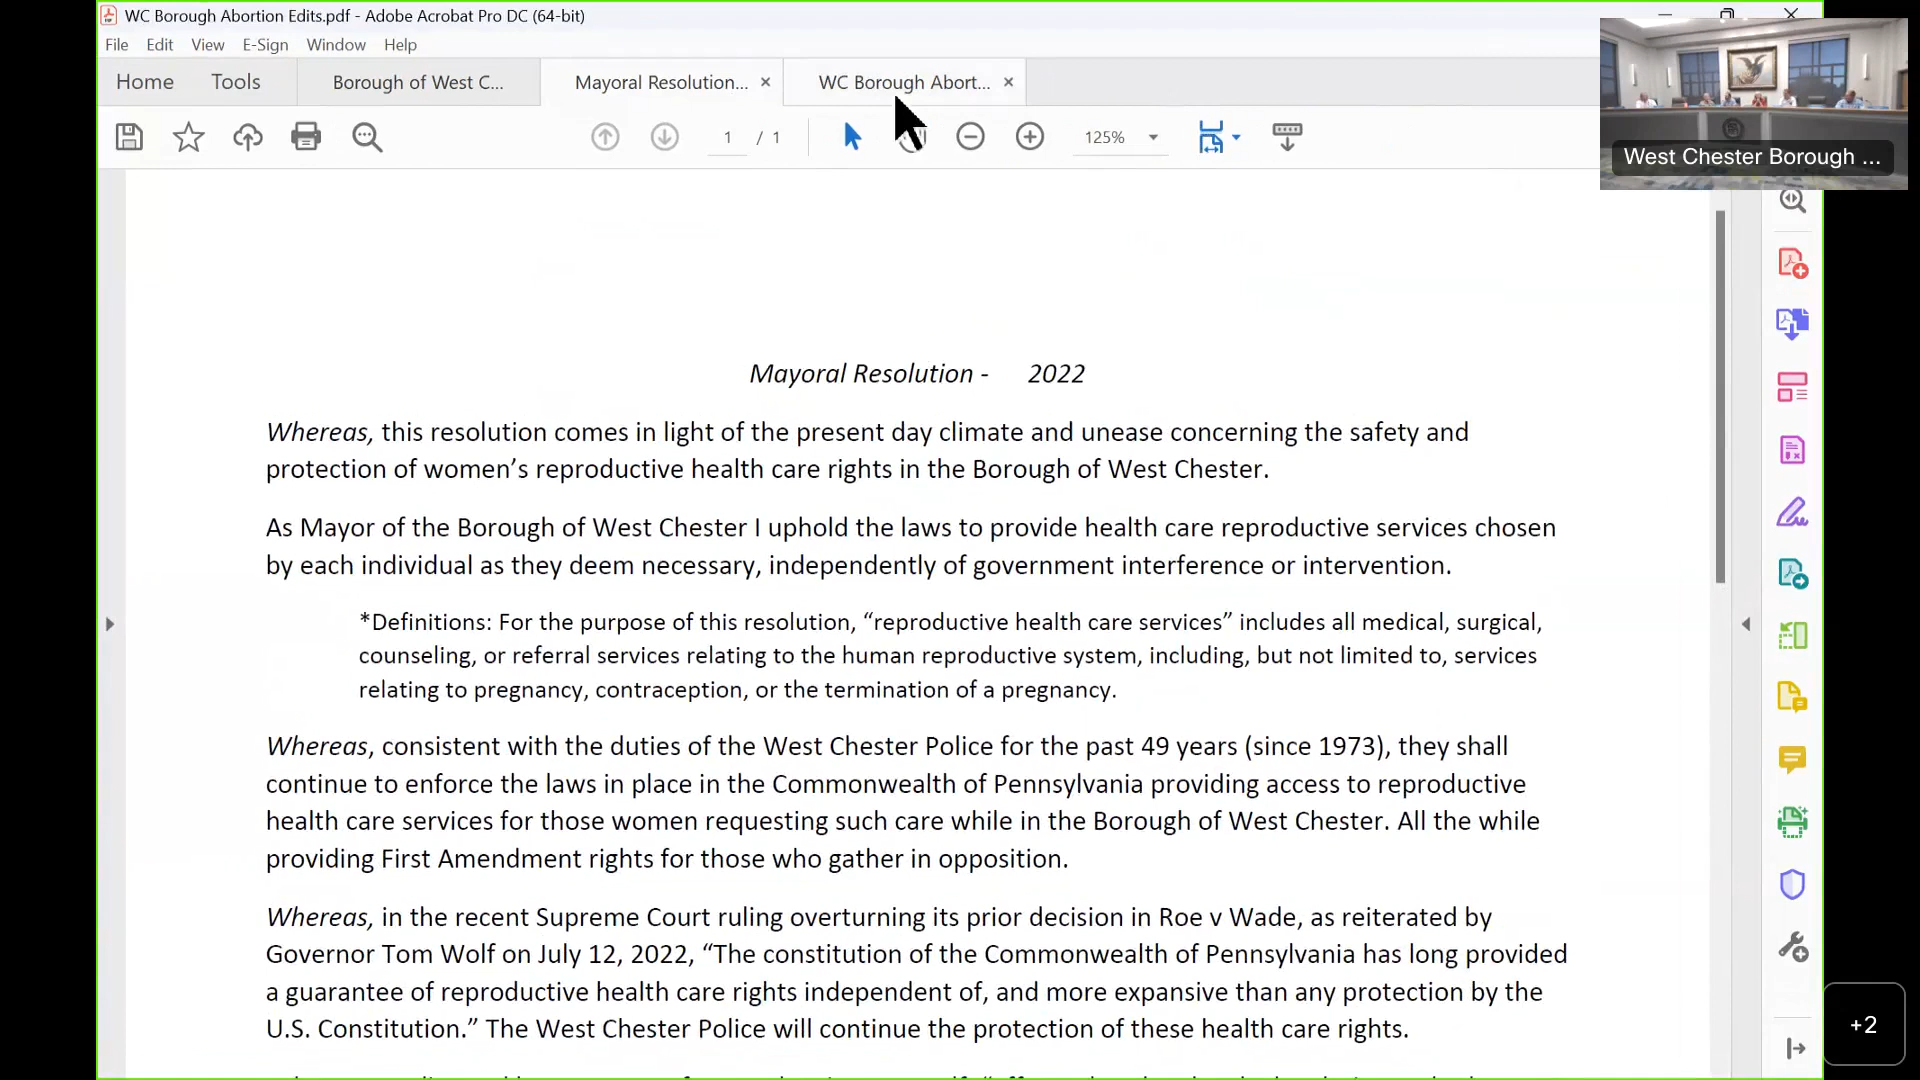 WC Borough Abortion Edits.pdf - Adobe Acrobat Pro DC (64-bit)
File Edit View E-Sign Window Help
Home Tools Borough of West C... Mayoral Resolution... WC Borough Abort...
1 / 1 125%
West Chester Borough ...
Mayoral Resolution - 2022
Whereas, this resolution comes in light of the present day climate and unease concerning the safety and
protection of women’s reproductive health care rights in the Borough of West Chester.
As Mayor of the Borough of West Chester I uphold the laws to provide health care reproductive services chosen
by each individual as they deem necessary, independently of government interference or intervention.
*Definitions: For the purpose of this resolution, “reproductive health care services” includes all medical, surgical,
counseling, or referral services relating to the human reproductive system, including, but not limited to, services
relating to pregnancy, contraception, or the termination of a pregnancy.
Whereas, consistent with the duties of the West Chester Police for the past 49 years (since 1973), they shall
continue to enforce the laws in place in the Commonwealth of Pennsylvania providing access to reproductive
health care services for those women requesting such care while in the Borough of West Chester. All the while
providing First Amendment rights for those who gather in opposition.
Whereas, in the recent Supreme Court ruling overturning its prior decision in Roe v Wade, as reiterated by
Governor Tom Wolf on July 12, 2022, “The constitution of the Commonwealth of Pennsylvania has long provided
a guarantee of reproductive health care rights independent of, and more expansive than any protection by the
U.S. Constitution.” The West Chester Police will continue the protection of these health care rights.
+2